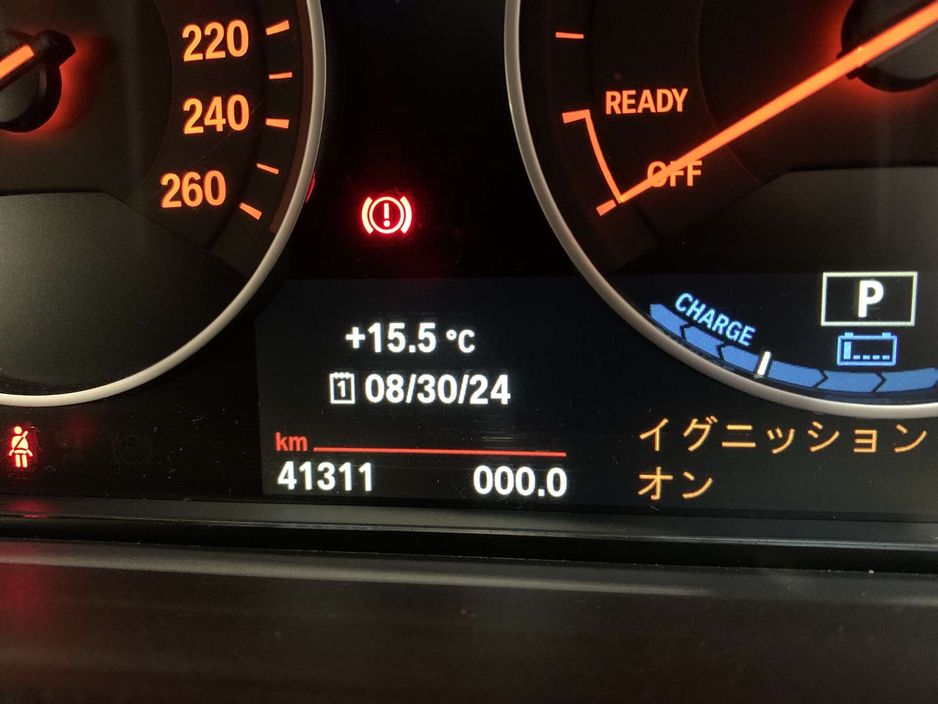 220
240
260
READY
OFF
CHARGE
P
+15.5 °C
1 08/30/24
km
41311 000.0
イグニッション
オン